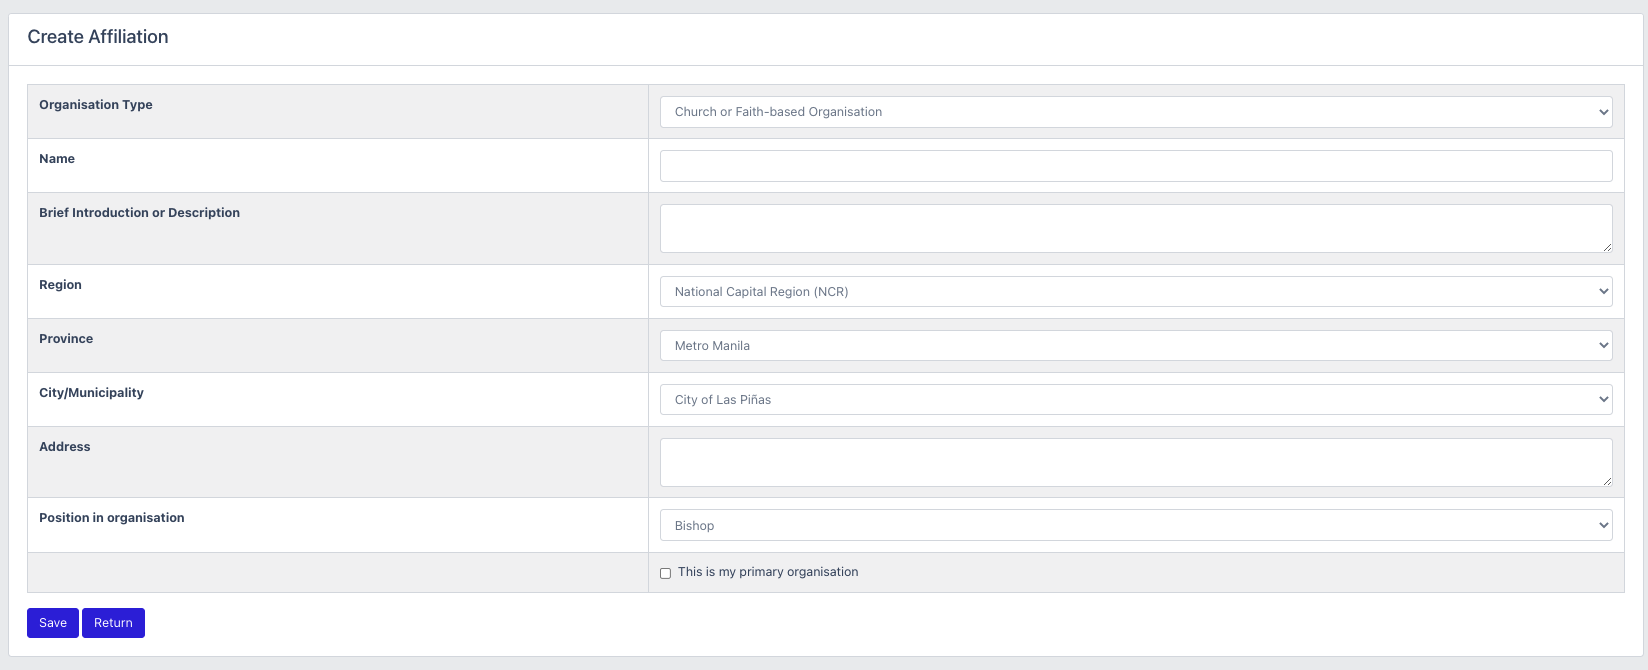 Create Affiliation
Organisation Type
Church or Faith-based Organisation
Name
Brief Introduction or Description
Region
National Capital Region (NCR)
Province
Metro Manila
City/Municipality
City of Las Piñas
Address
Position in organisation
Bishop
This is my primary organisation
Save Return